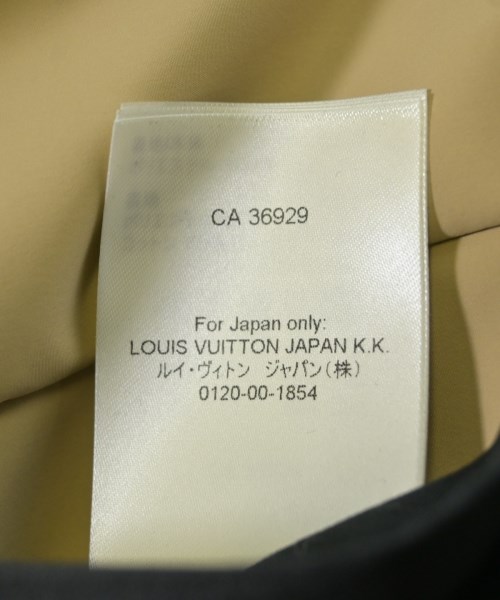 CA 36929
For Japan only:
LOUIS VUITTON JAPAN K.K.
ルイ・ヴィトン ジャパン(株)
0120-00-1854